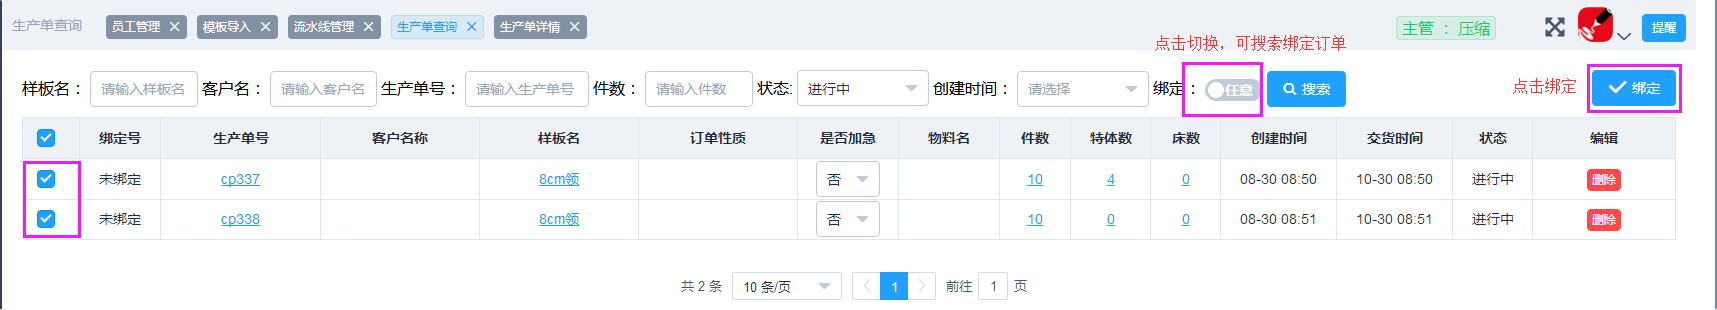 生产单查询 员工管理 模板导入 流水线管理 生产单查询 生产单详情 主管 : 压缩 提醒
点击切换，可搜索绑定订单
样板名： 请输入样板名 客户名： 请输入客户名 生产单号： 请输入生产单号 件数： 请输入件数 状态: 进行中 创建时间： 请选择 绑定： 任意 搜索 点击绑定 绑定
绑定号 生产单号 客户名称 样板名 订单性质 是否加急 物料名 件数 特体数 床数 创建时间 交货时间 状态 编辑
未绑定 cp337 8cm领 否 10 4 0 08-30 08:50 10-30 08:50 进行中 删除
未绑定 cp338 8cm领 否 10 0 0 08-30 08:51 10-30 08:51 进行中 删除
共 2 条 10 条/页 1 前往 1 页